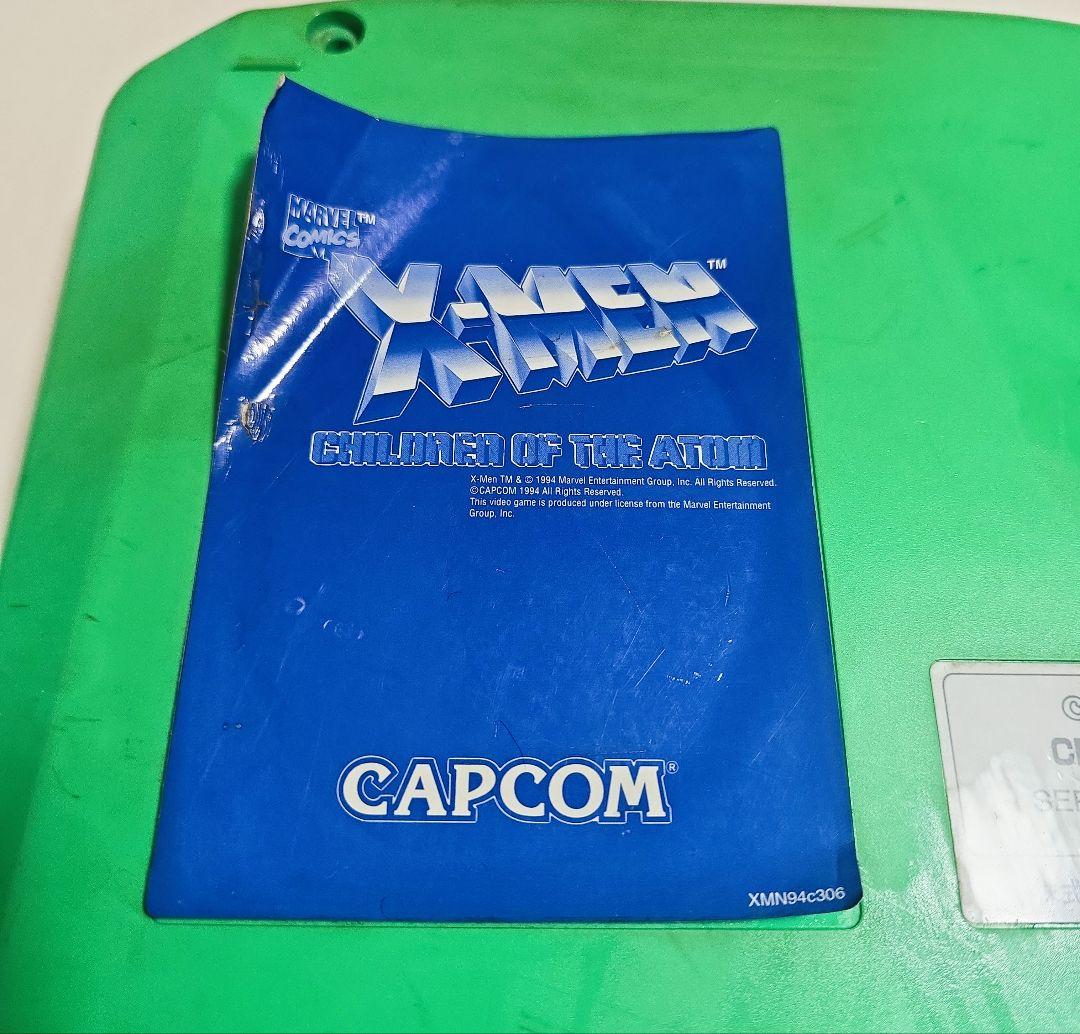 MARVEL™
COMICS
X-MEN™
CHILDREN OF THE ATOM
X-Men TM & © 1994 Marvel Entertainment Group, Inc. All Rights Reserved.
©CAPCOM 1994 All Rights Reserved.
This video game is produced under license from the Marvel Entertainment
Group, Inc.
CAPCOM®
XMN94c306